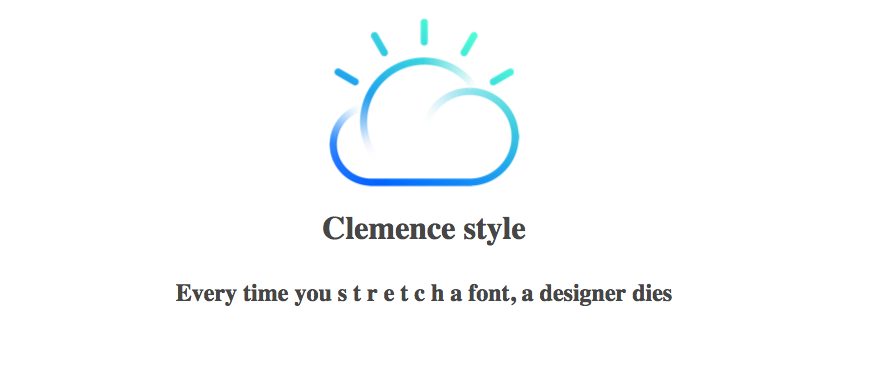 Clemence style
Every time you s t r e t c h a font, a designer dies